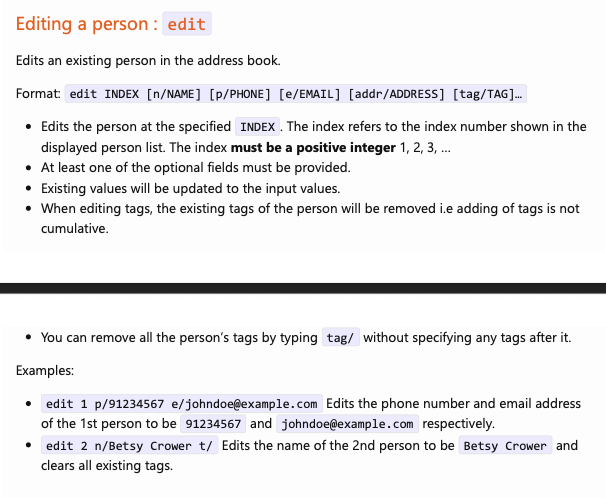 Editing a person : edit
Edits an existing person in the address book.
Format: edit INDEX [n/NAME] [p/PHONE] [e/EMAIL] [addr/ADDRESS] [tag/TAG]…
• Edits the person at the specified INDEX. The index refers to the index number shown in the
displayed person list. The index must be a positive integer 1, 2, 3, …
• At least one of the optional fields must be provided.
• Existing values will be updated to the input values.
• When editing tags, the existing tags of the person will be removed i.e adding of tags is not
cumulative.
• You can remove all the person's tags by typing tag/ without specifying any tags after it.
Examples:
• edit 1 p/91234567 e/johndoe@example.com Edits the phone number and email address
of the 1st person to be 91234567 and johndoe@example.com respectively.
• edit 2 n/Betsy Crower t/ Edits the name of the 2nd person to be Betsy Crower and
clears all existing tags.